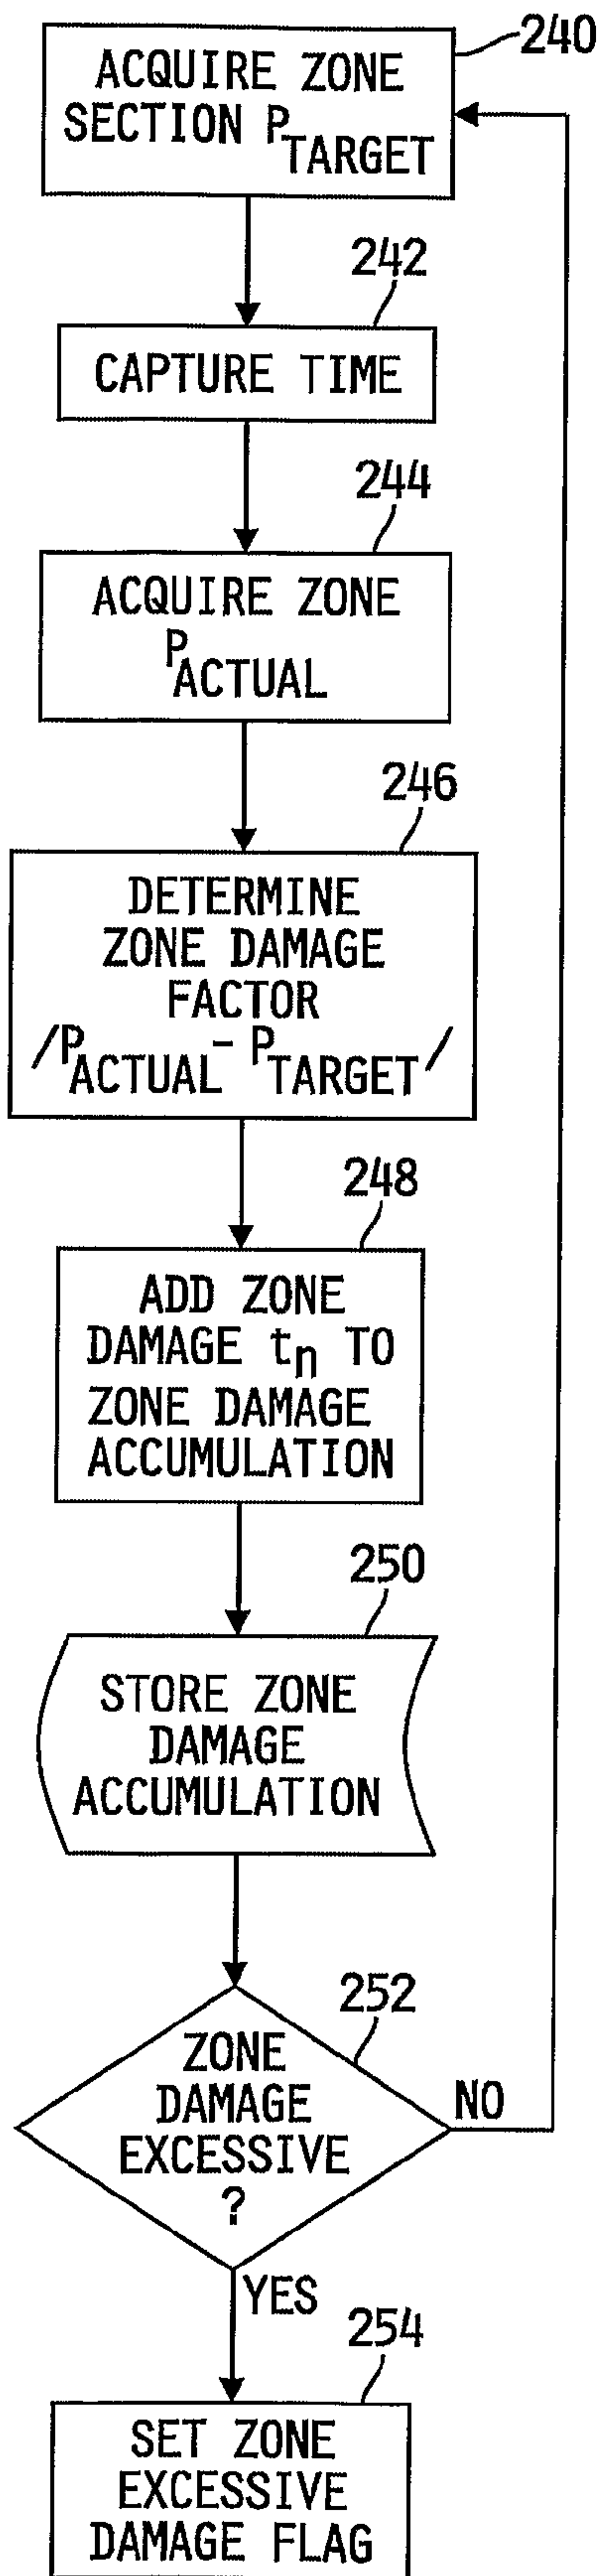 240
ACQUIRE ZONE
SECTION P TARGET
242
CAPTURE TIME
244
ACQUIRE ZONE
P ACTUAL
246
DETERMINE
ZONE DAMAGE
FACTOR
/P ACTUAL - P TARGET /
248
ADD ZONE
DAMAGE tn TO
ZONE DAMAGE
ACCUMULATION
250
STORE ZONE
DAMAGE
ACCUMULATION
252
ZONE
DAMAGE
EXCESSIVE
?
NO
YES
254
SET ZONE
EXCESSIVE
DAMAGE FLAG